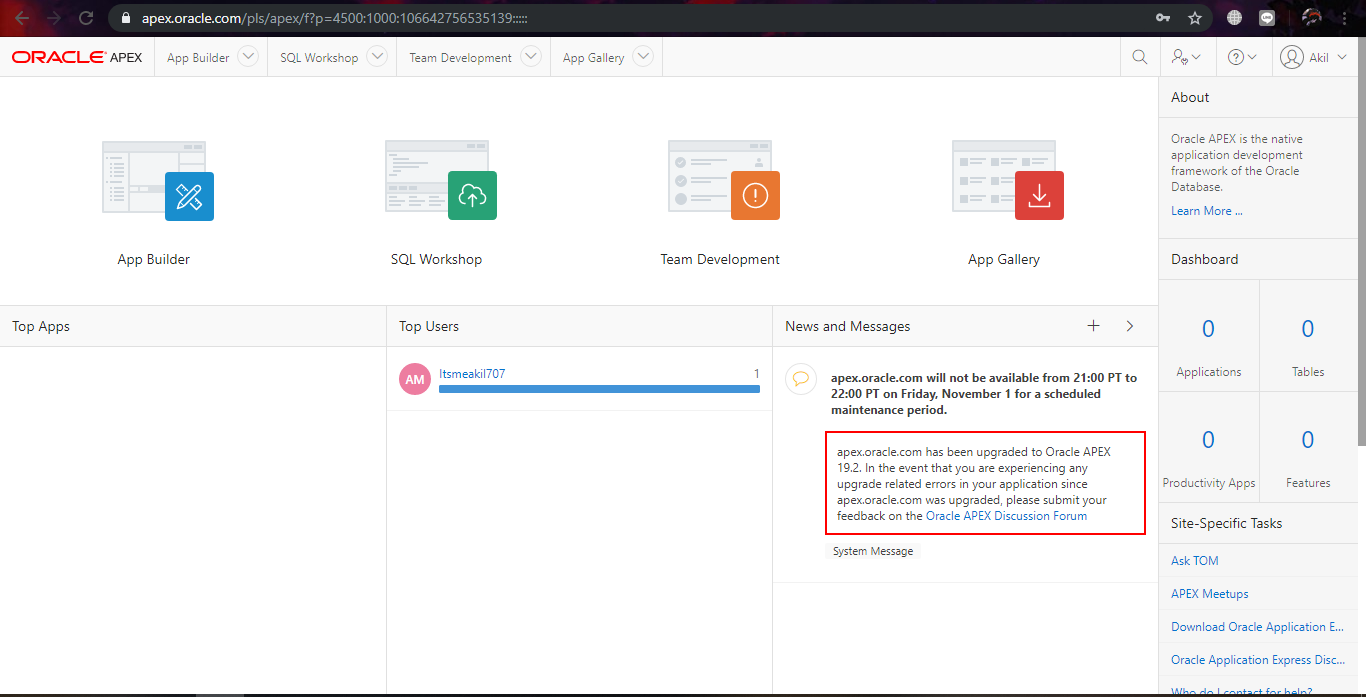 apex.oracle.com/pls/apex/f?p=4500:1000:106642756535139:::::
ORACLE APEX
App Builder
SQL Workshop
Team Development
App Gallery
Akil
App Builder
SQL Workshop
Team Development
App Gallery
Top Apps
Top Users
AM
Itsmeakil707
1
News and Messages
apex.oracle.com will not be available from 21:00 PT to
22:00 PT on Friday, November 1 for a scheduled
maintenance period.
apex.oracle.com has been upgraded to Oracle APEX
19.2. In the event that you are experiencing any
upgrade related errors in your application since
apex.oracle.com was upgraded, please submit your
feedback on the Oracle APEX Discussion Forum
System Message
About
Oracle APEX is the native
application development
framework of the Oracle
Database.
Learn More ...
Dashboard
0
Applications
0
Tables
0
Productivity Apps
0
Features
Site-Specific Tasks
Ask TOM
APEX Meetups
Download Oracle Application E...
Oracle Application Express Disc...
Who do I contact for help?